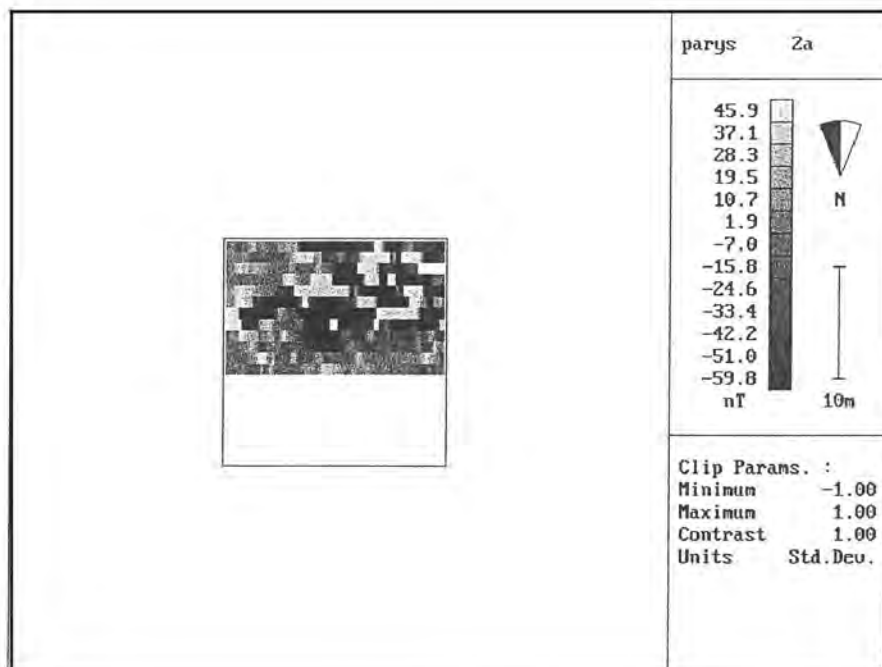 parys 2a
45.9
37.1
28.3
19.5
10.7
1.9
-7.0
-15.8
-24.6
-33.4
-42.2
-51.0
-59.8
nT
N
10m
Clip Params. :
Minimum -1.00
Maximum 1.00
Contrast 1.00
Units Std.Dev.